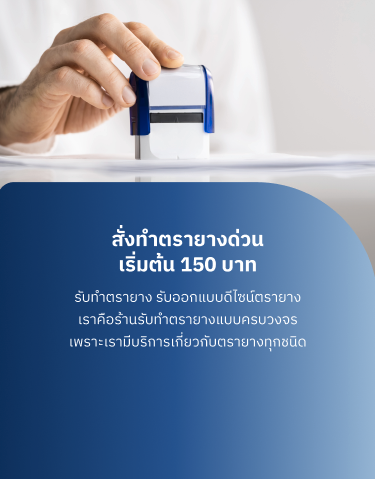 สั่งทำตรายางด่วน
เริ่มต้น 150 บาท
รับทำตรายาง รับออกแบบดีไซน์ตรายาง
เราคือร้านรับทำตรายางแบบครบวงจร
เพราะเรามีบริการเกี่ยวกับตรายางทุกชนิด